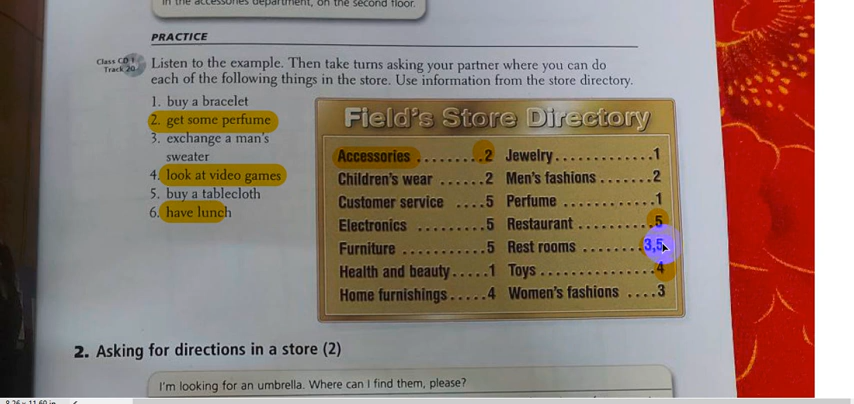 in the accessories department, on the second floor.
PRACTICE
Class CD 1
Track 20
Listen to the example. Then take turns asking your partner where you can do
each of the following things in the store. Use information from the store directory.
1. buy a bracelet
2. get some perfume
3. exchange a man's
sweater
4. look at video games
5. buy a tablecloth
6. have lunch
Field's Store Directory
Accessories ........2
Children's wear ......2
Customer service ....5
Electronics .........5
Furniture ..........5
Health and beauty.....1
Home furnishings.....4
Jewelry.............1
Men's fashions .......2
Perfume ............1
Restaurant ..........5
Rest rooms .......3,5
Toys ...............4
Women's fashions ....3
2. Asking for directions in a store (2)
I'm looking for an umbrella. Where can I find them, please?
8.26 x 11.69 in